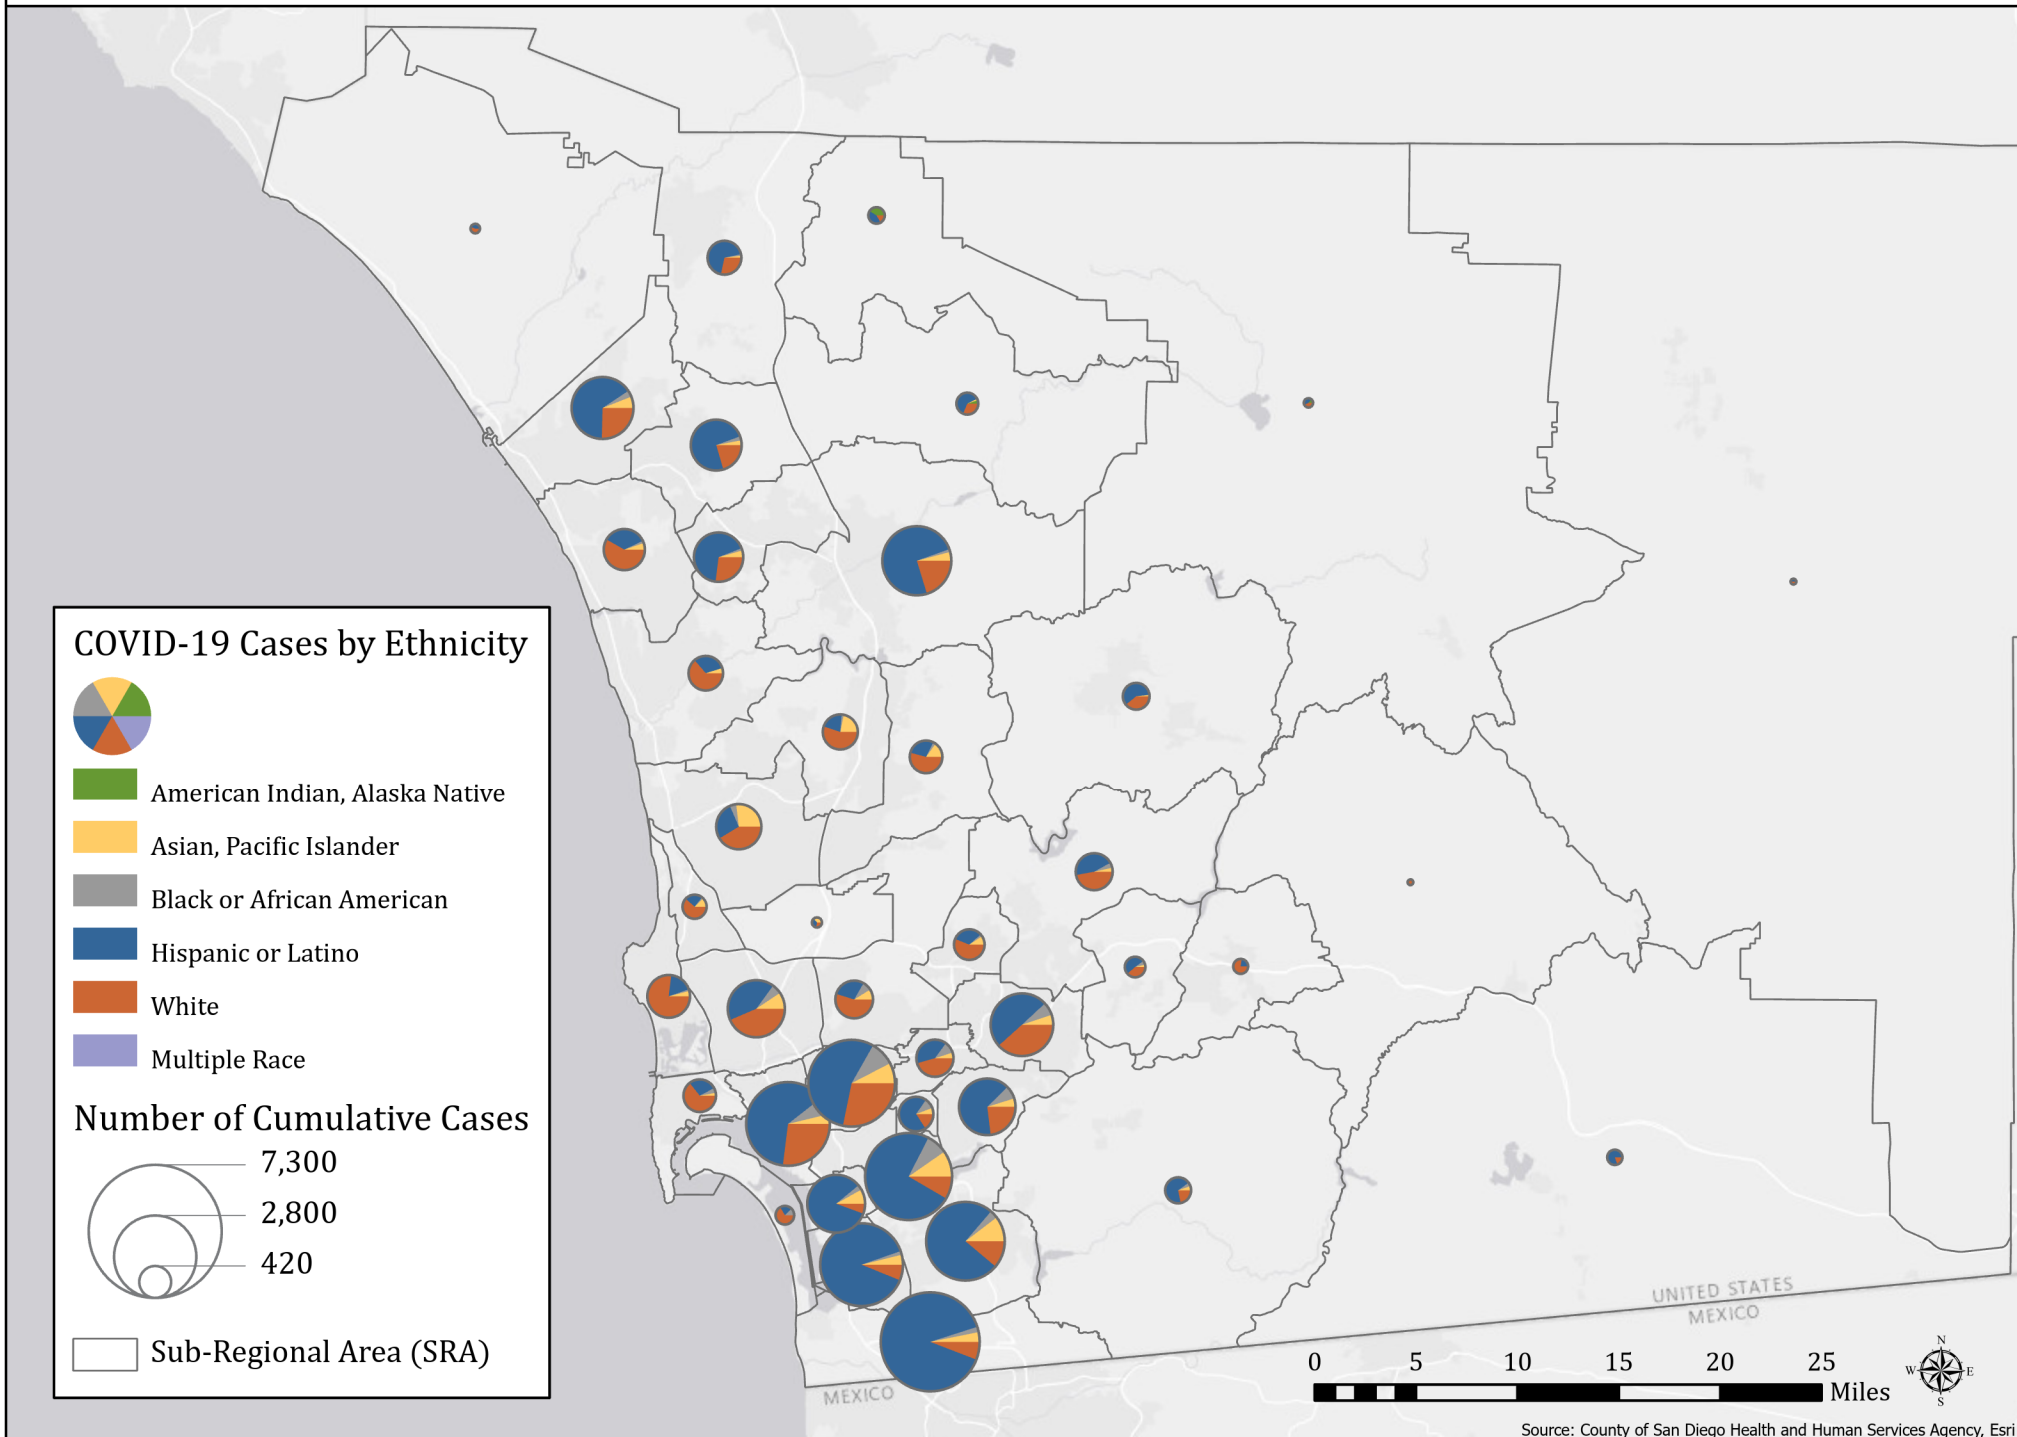 COVID-19 Cases by Ethnicity
American Indian, Alaska Native
Asian, Pacific Islander
Black or African American
Hispanic or Latino
White
Multiple Race
Number of Cumulative Cases
7,300
2,800
420
Sub-Regional Area (SRA)
UNITED STATES
MEXICO
MEXICO
0 5 10 15 20 25
Miles
N
W E
S
Source: County of San Diego Health and Human Services Agency, Esri